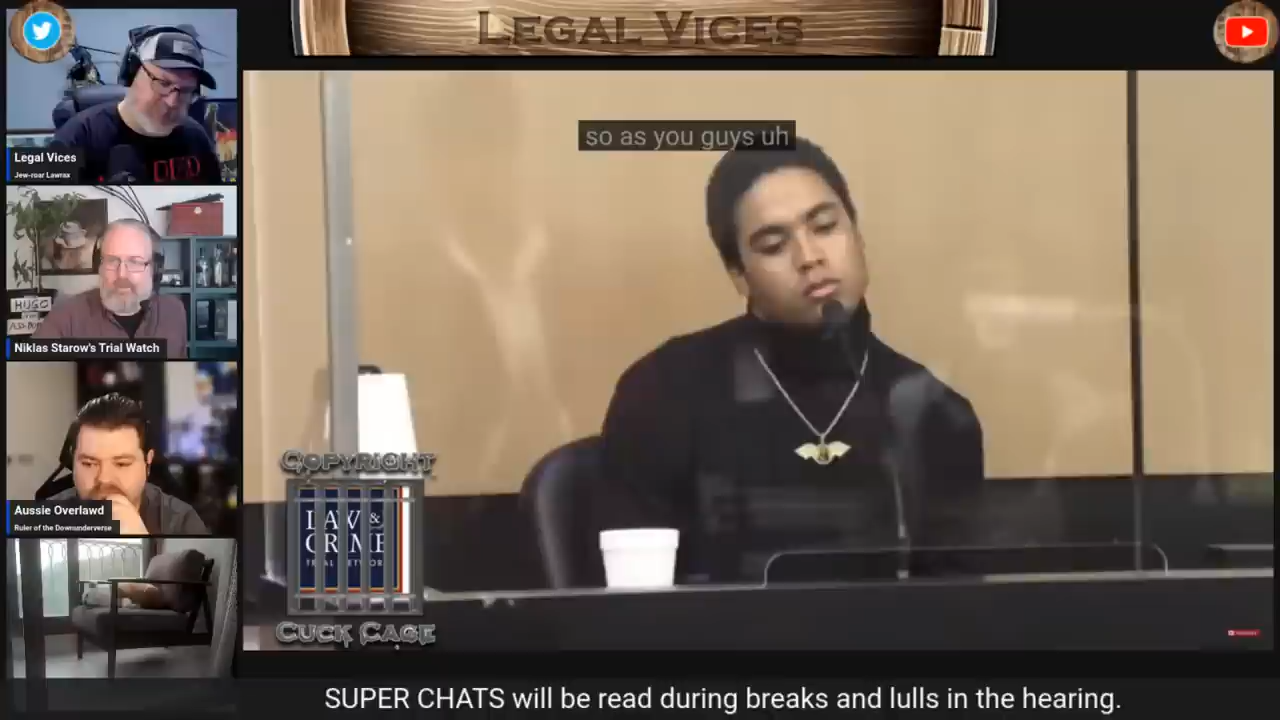 LEGAL VICES
so as you guys uh
Legal Vices
Jew-roar Lawrax
HUGO
Niklas Starow's Trial Watch
Aussie Overlawd
Ruler of the Downunderverse
COPYRIGHT
LAW &
CRIME
CUCK CAGE
SUPER CHATS will be read during breaks and lulls in the hearing.